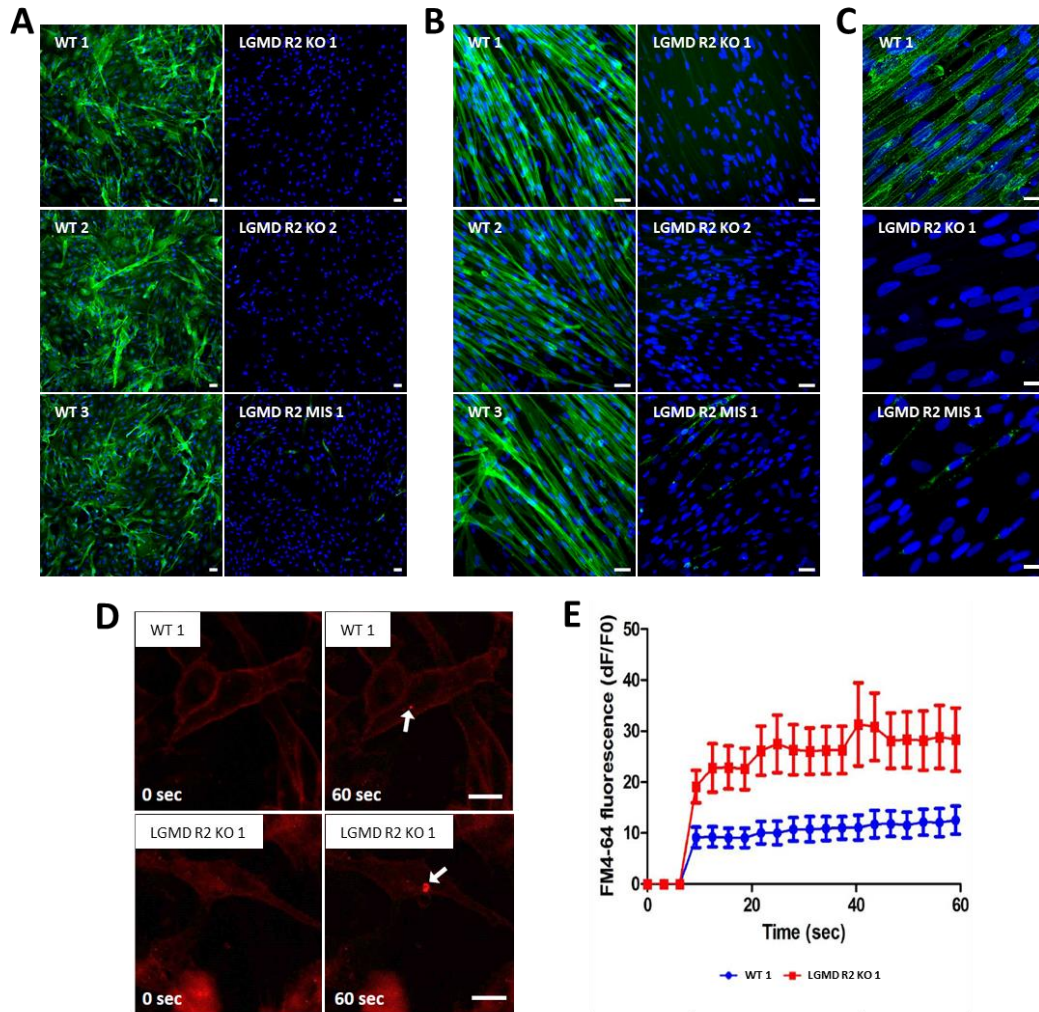 A
WT 1
LGMD R2 KO 1
WT 2
LGMD R2 KO 2
WT 3
LGMD R2 MIS 1
B
WT 1
LGMD R2 KO 1
WT 2
LGMD R2 KO 2
WT 3
LGMD R2 MIS 1
C
WT 1
LGMD R2 KO 1
LGMD R2 MIS 1
D
WT 1
0 sec
WT 1
60 sec
LGMD R2 KO 1
0 sec
LGMD R2 KO 1
60 sec
E
FM4-64 fluorescence (dF/F0)
50
40
30
20
10
0
0
20
40
60
Time (sec)
WT 1
LGMD R2 KO 1